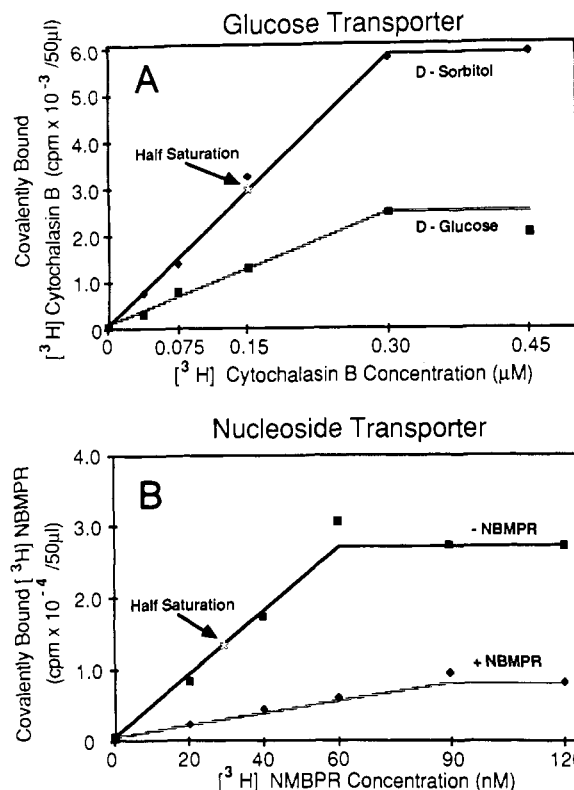 Glucose Transporter
A
Covalently Bound
[³H] Cytochalasin B (cpm x 10⁻³ /50µl)
6.0
5.0
4.0
3.0
2.0
1.0
0
D - Sorbitol
Half Saturation
D - Glucose
0 0.075 0.15 0.30 0.45
[³H] Cytochalasin B Concentration (µM)
Nucleoside Transporter
B
Covalently Bound [³H] NBMPR
(cpm x 10⁻⁴ /50µl)
4.0
3.0
2.0
1.0
0
- NBMPR
Half Saturation
+ NBMPR
0 20 40 60 90 120
[³H] NMBPR Concentration (nM)